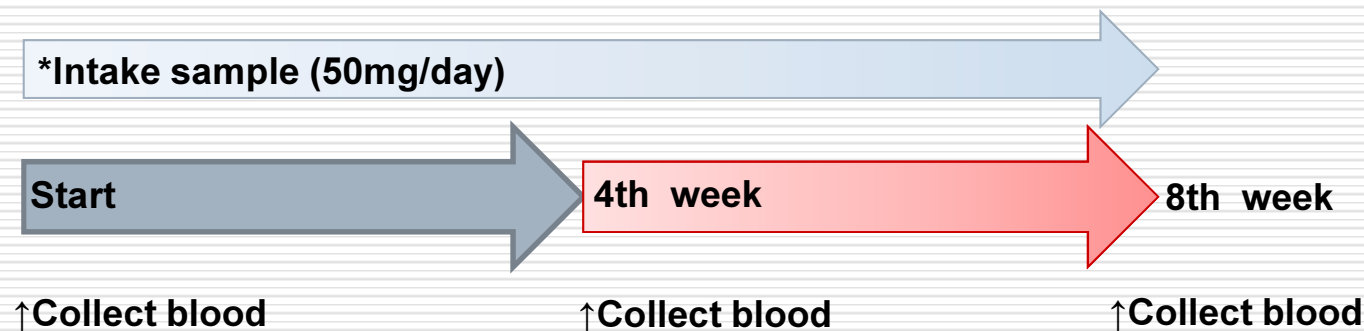 *Intake sample (50mg/day)
Start
4th week
8th week
↑Collect blood
↑Collect blood
↑Collect blood